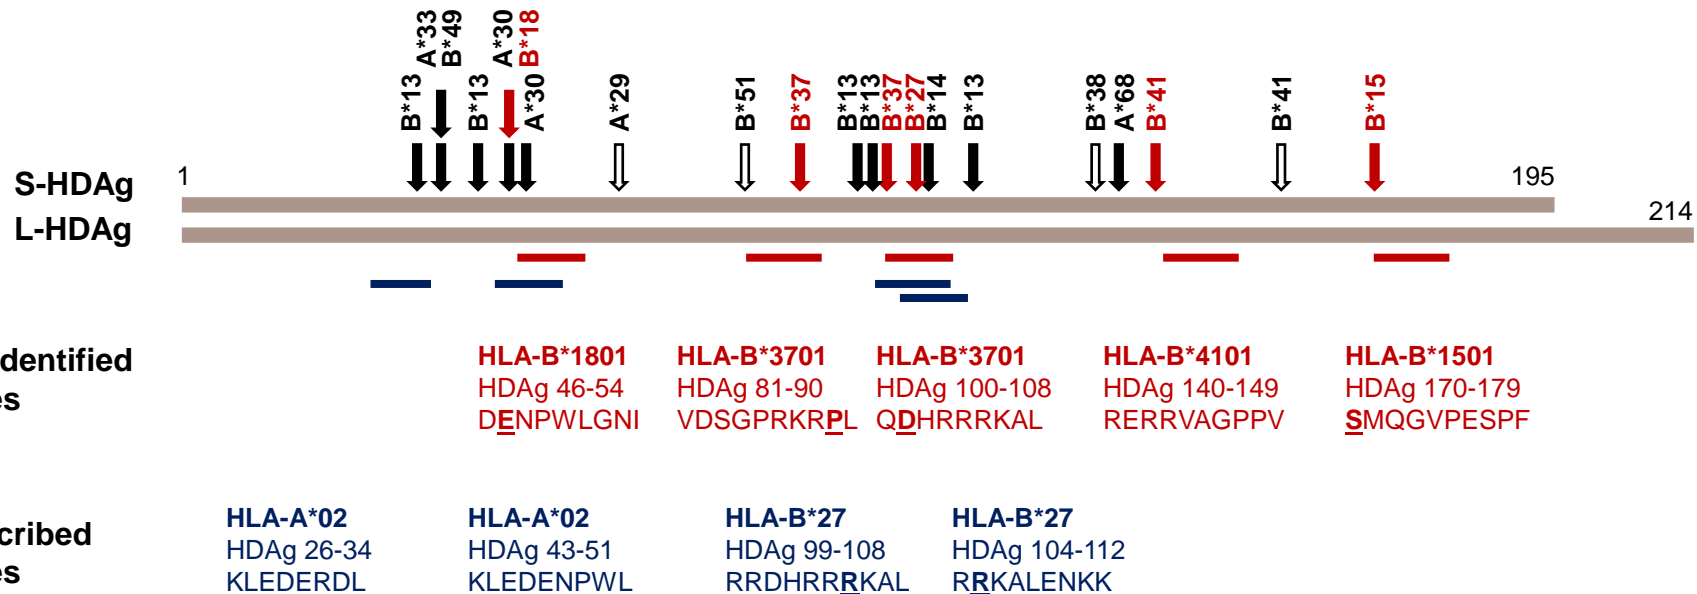 A*33 B*49 A*30 B*18
B*13 B*13 A*30 A*29 B*51 B*37 B*13 B*13 B*37 B*27 B*14 B*13 B*38 A*68 B*41 B*41 B*15
S-HDAg 1 195
L-HDAg 214
HLA-B*1801 HLA-B*3701 HLA-B*3701 HLA-B*4101 HLA-B*1501
HDAg 46-54 HDAg 81-90 HDAg 100-108 HDAg 140-149 HDAg 170-179
DENPWLGNI VDSGPRKRPL QDHRRRKAL RERRVAGPPV SMQGVPESPF
HLA-A*02 HLA-A*02 HLA-B*27 HLA-B*27
HDAg 26-34 HDAg 43-51 HDAg 99-108 HDAg 104-112
KLEDERDL KLEDENPWL RRDHRRRKAL RRKALENKK